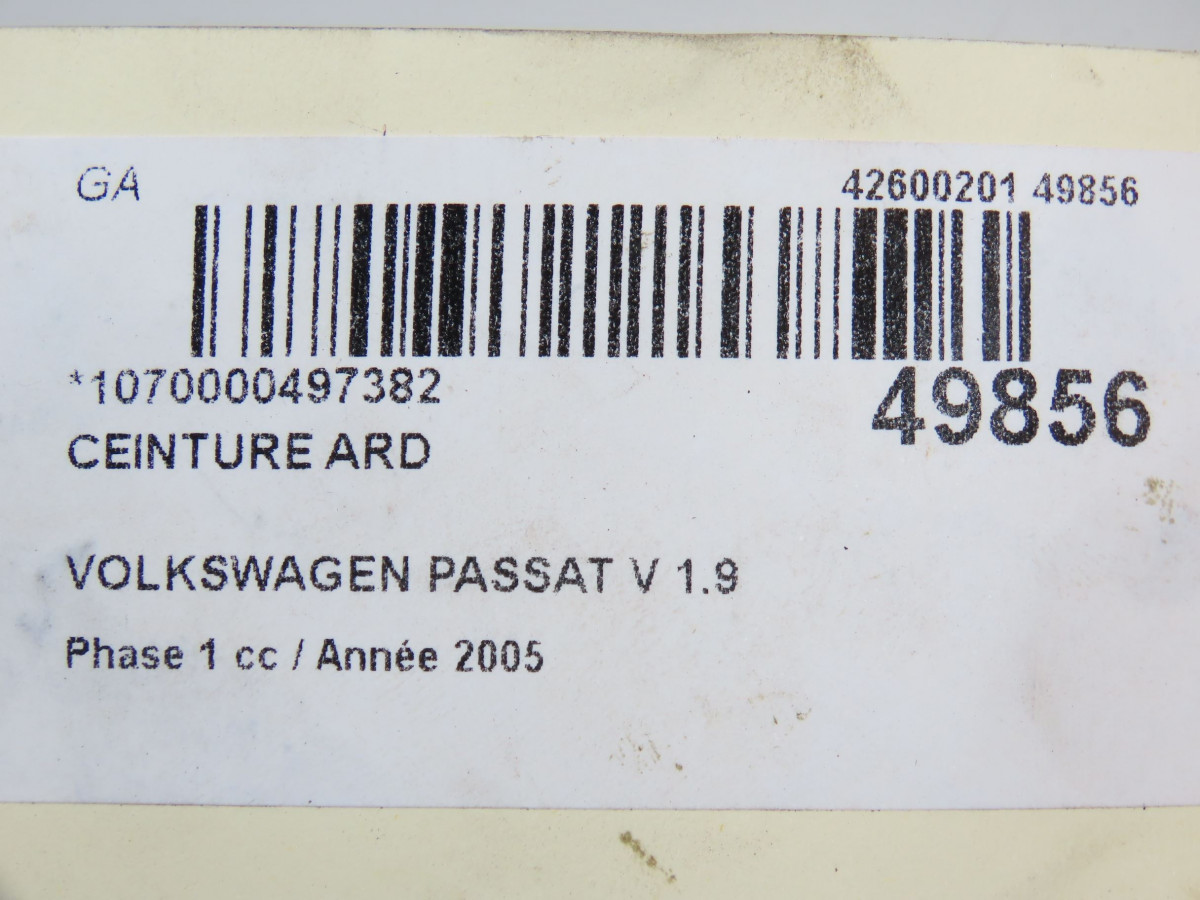 GA
42600201 49856
*1070000497382
49856
CEINTURE ARD
VOLKSWAGEN PASSAT V 1.9
Phase 1 cc / Année 2005